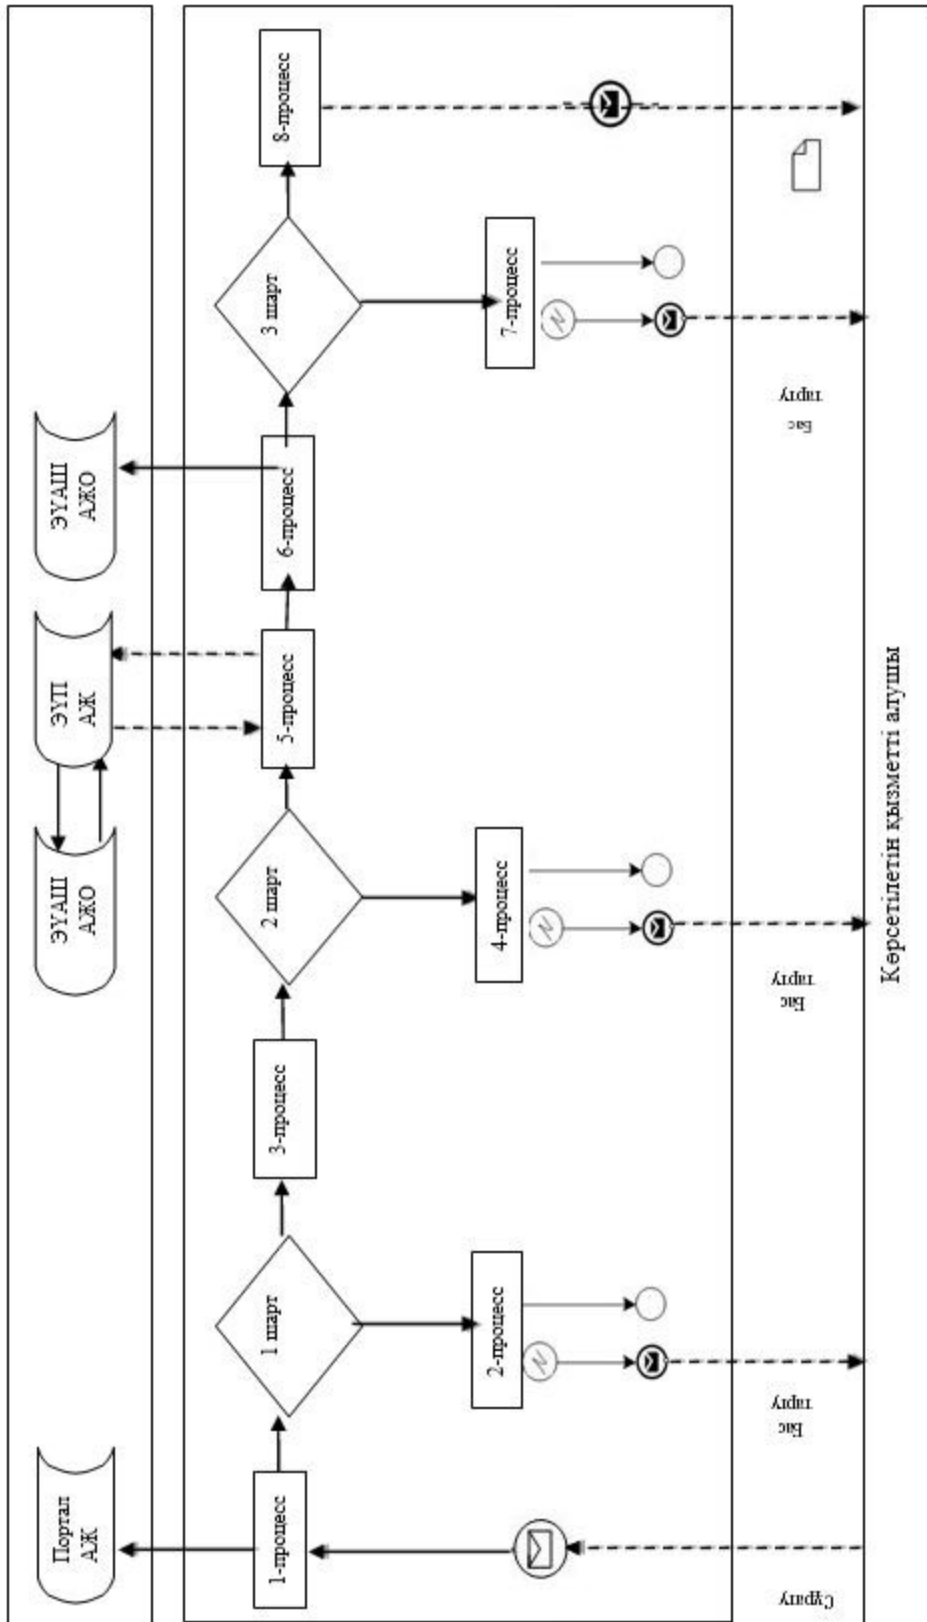 Портал
АЖ
ЭҮАШ
АЖО
ЭҮП
АЖ
ЭҮАШ
АЖО
1-процесс
1 шарт
3-процесс
2 шарт
5-процесс
6-процесс
3 шарт
8-процесс
2-процесс
4-процесс
7-процесс
Сұрату
Бас
тарту
Бас
тарту
Бас
тарту
Көрсетілетін қызметті алушы